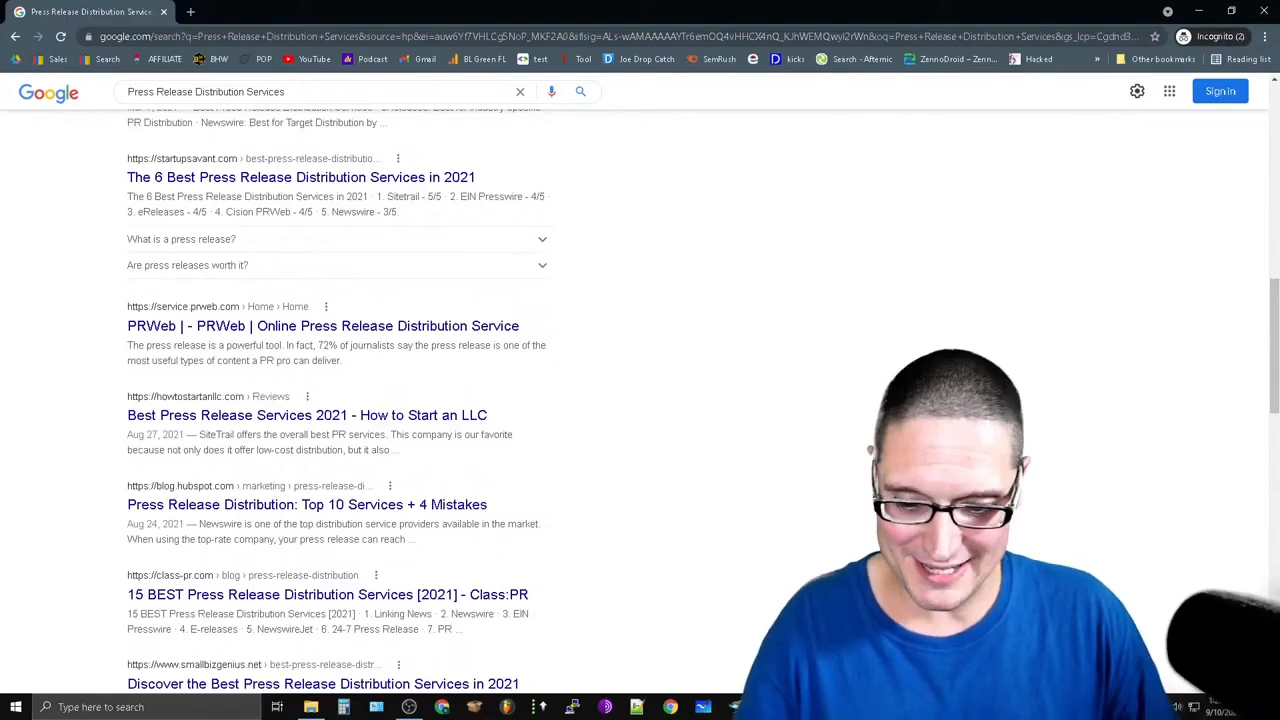 Press Release Distribution Services
google.com/search?q=Press+Release+Distribution+Services&source=hp&ei=
Incognito (2)
Sales
Search
AFFILIATE
BHW
POP
YouTube
Podcast
Gmail
BL Green FL
test
Tool
Joe Drop Catch
SemRush
kicks
Search - Afternic
ZennoDroid —
Hacked
»
Other bookmarks
Reading list
Google
Press Release Distribution Services
Sign in
PR Distribution · Newswire: Best for Target Distribution by ...
https://startupsavant.com › best-press-release-distributio...
The 6 Best Press Release Distribution Services in 2021
The 6 Best Press Release Distribution Services in 2021 · 1. Sitetrail - 5/5 · 2. EIN Presswire - 4/5 ·
3. eReleases - 4/5 · 4. Cision PRWeb - 4/5 · 5. Newswire - 3/5.
What is a press release?
Are press releases worth it?
https://service.prweb.com › Home › Home
PRWeb | - PRWeb | Online Press Release Distribution Service
The press release is a powerful tool. In fact, 72% of journalists say the press release is one of the
most useful types of content a PR pro can deliver.
https://howtostartanllc.com › Reviews
Best Press Release Services 2021 - How to Start an LLC
Aug 27, 2021 — SiteTrail offers the overall best PR services. This company is our favorite
because not only does it offer low-cost distribution, but it also ...
https://blog.hubspot.com › marketing › press-release-di...
Press Release Distribution: Top 10 Services + 4 Mistakes
Aug 24, 2021 — Newswire is one of the top distribution service providers available in the market.
When using the top-rate company, your press release can reach ...
https://class-pr.com › blog › press-release-distribution
15 BEST Press Release Distribution Services [2021] - Class:PR
15 BEST Press Release Distribution Services [2021] · 1. Linking News · 2. Newswire · 3. EIN
Presswire · 4. E-releases · 5. NewswireJet · 6. 24-7 Press Release · 7. PR ...
https://www.smallbizgenius.net › best-press-release-distr...
Discover the Best Press Release Distribution Services in 2021
Type here to search